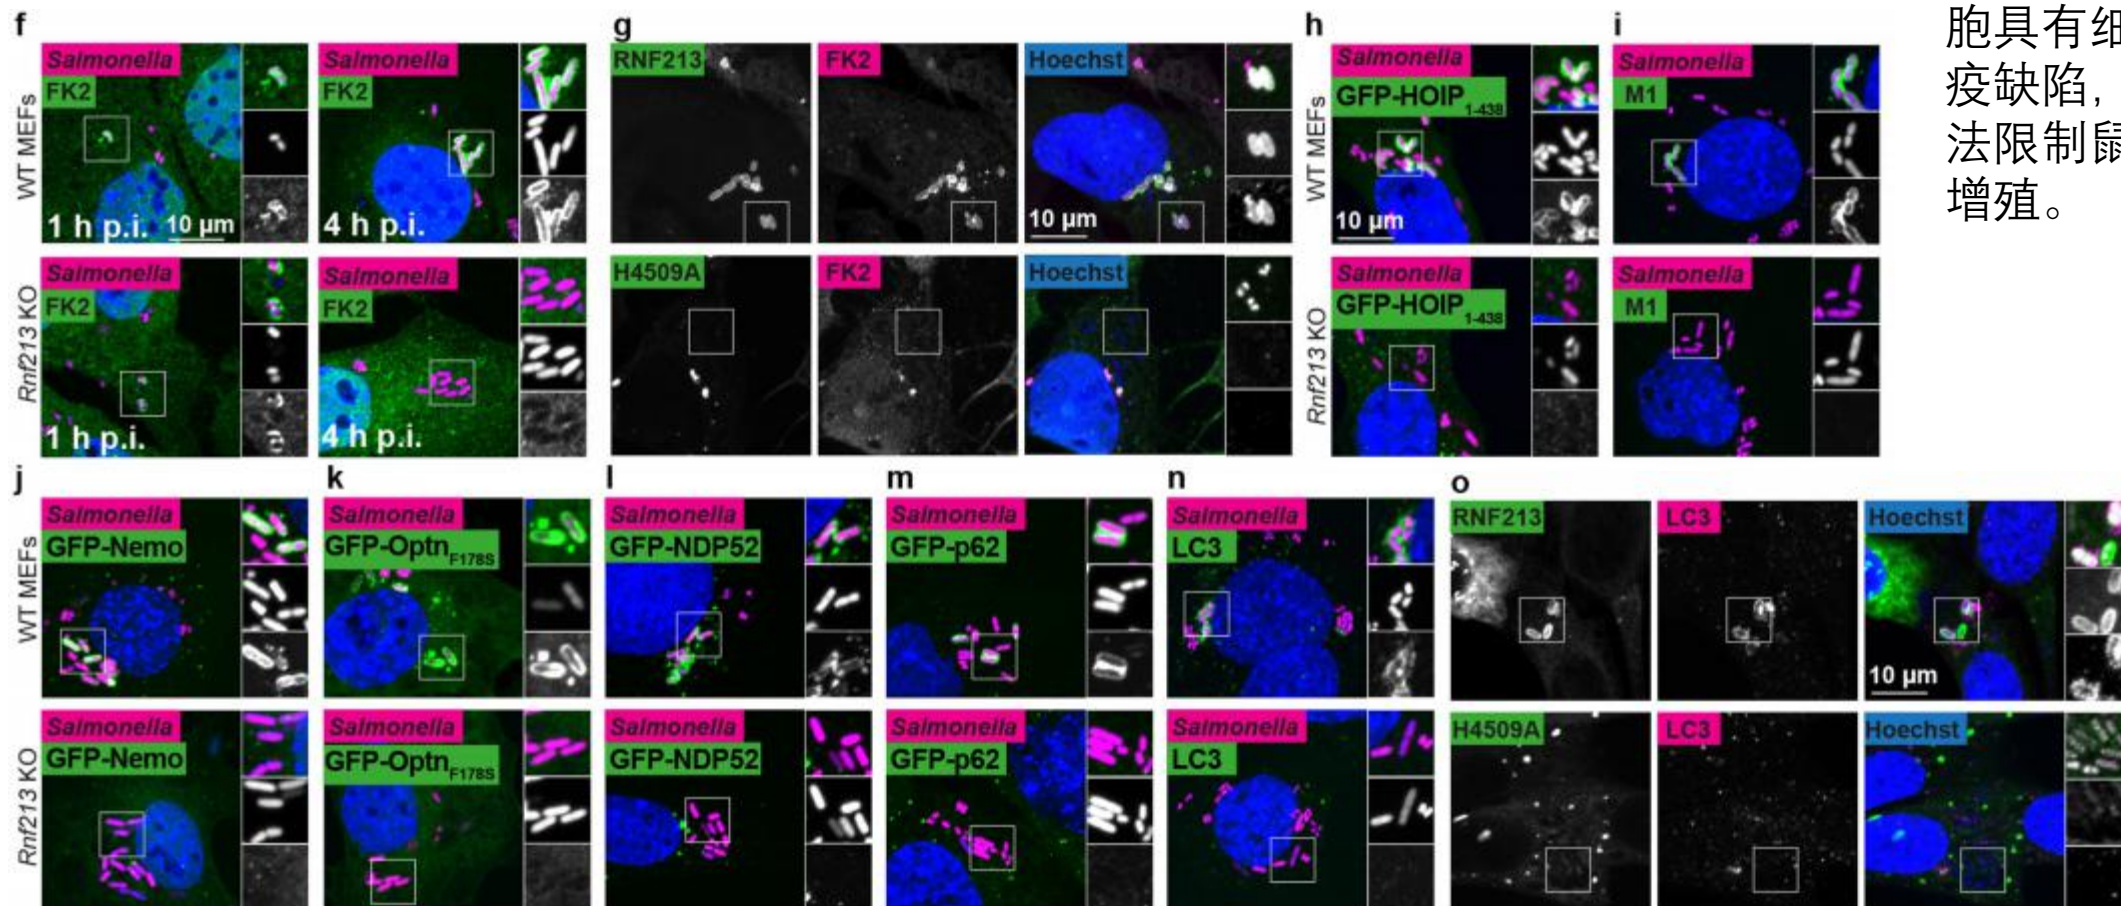 f
g
h
i
胞具有细
疫缺陷,
法限制鼠
增殖。
WT MEFs
Salmonella
FK2
1 h p.i.
10 μm
Salmonella
FK2
4 h p.i.
RNF213
FK2
Hoechst
10 μm
WT MEFs
Salmonella
GFP-HOIP1-438
10 μm
Salmonella
M1
Rnf213 KO
Salmonella
FK2
1 h p.i.
Salmonella
FK2
4 h p.i.
H4509A
FK2
Hoechst
Rnf213 KO
Salmonella
GFP-HOIP1-438
Salmonella
M1
j
k
l
m
n
o
WT MEFs
Salmonella
GFP-Nemo
Salmonella
GFP-OptnF178S
Salmonella
GFP-NDP52
Salmonella
GFP-p62
Salmonella
LC3
RNF213
LC3
Hoechst
10 μm
Rnf213 KO
Salmonella
GFP-Nemo
Salmonella
GFP-OptnF178S
Salmonella
GFP-NDP52
Salmonella
GFP-p62
Salmonella
LC3
H4509A
LC3
Hoechst